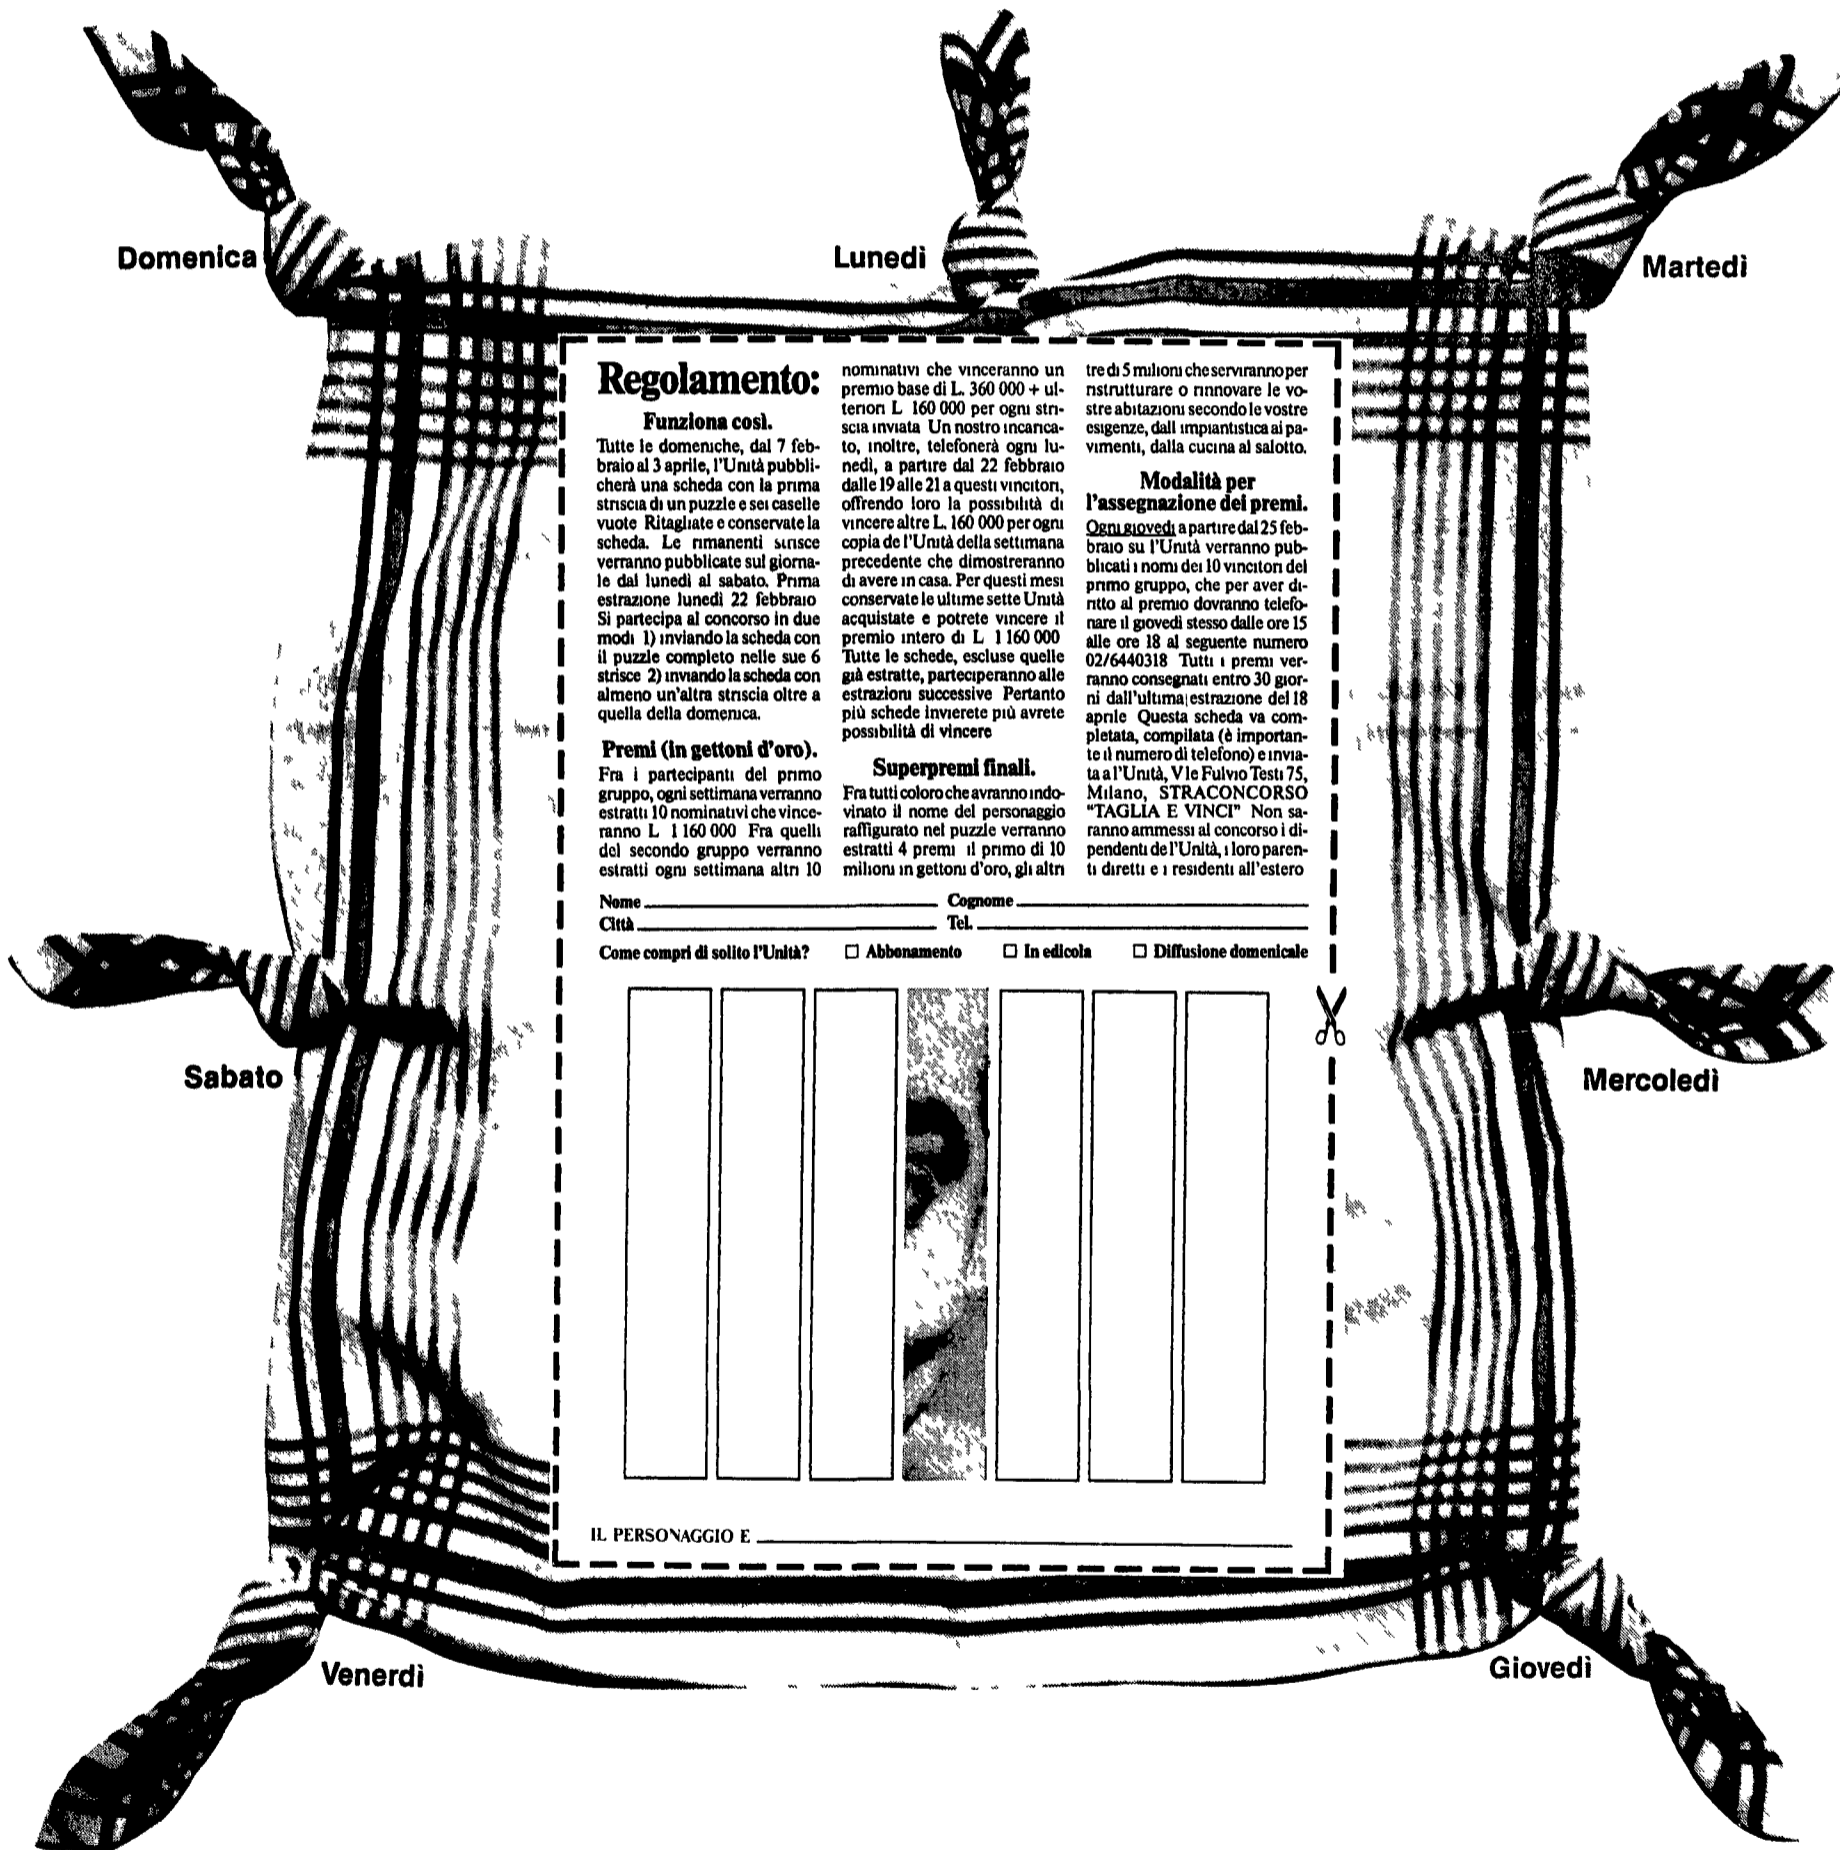 Domenica
Lunedì
Martedì
Regolamento:
Funziona così.
Tutte le domeniche, dal 7 feb-
braio al 3 aprile, l'Unità pubbli-
cherà una scheda con la prima
striscia di un puzzle e sei caselle
vuote Ritagliate e conservate la
scheda. Le rimanenti strisce
verranno pubblicate sul giorna-
le dal lunedì al sabato. Prima
estrazione lunedì 22 febbraio
Si partecipa al concorso in due
modi 1) inviando la scheda con
il puzzle completo nelle sue 6
strisce 2) inviando la scheda con
almeno un'altra striscia oltre a
quella della domenica.
Premi (in gettoni d'oro).
Fra i partecipanti del primo
gruppo, ogni settimana verranno
estratti 10 nominativi che vince-
ranno L 1 160 000 Fra quelli
del secondo gruppo verranno
estratti ogni settimana altri 10
nominativi che vinceranno un
premio base di L. 360 000 + ul-
teriori L 160 000 per ogni stri-
scia inviata Un nostro incarica-
to, inoltre, telefonerà ogni lu-
nedì, a partire dal 22 febbraio
dalle 19 alle 21 a questi vincitori,
offrendo loro la possibilità di
vincere altre L. 160 000 per ogni
copia de l'Unità della settimana
precedente che dimostreranno
di avere in casa. Per questi mesi
conservate le ultime sette Unità
acquistate e potrete vincere il
premio intero di L 1 160 000
Tutte le schede, escluse quelle
già estratte, parteciperanno alle
estrazioni successive Pertanto
più schede invierete più avrete
possibilità di vincere
Superpremi finali.
Fra tutti coloro che avranno indo-
vinato il nome del personaggio
raffigurato nel puzzle verranno
estratti 4 premi il primo di 10
milioni in gettoni d'oro, gli altri
tre di 5 milioni che serviranno per
ristrutturare o rinnovare le vo-
stre abitazioni secondo le vostre
esigenze, dall impiantistica ai pa-
vimenti, dalla cucina al salotto.
Modalità per
l'assegnazione dei premi.
Ogni giovedì a partire dal 25 feb-
braio su l'Unità verranno pub-
blicati i nomi dei 10 vincitori del
primo gruppo, che per aver di-
ritto al premio dovranno telefo-
nare il giovedì stesso dalle ore 15
alle ore 18 al seguente numero
02/6440318 Tutti i premi ver-
ranno consegnati entro 30 gior-
ni dall'ultima estrazione del 18
aprile Questa scheda va com-
pletata, compilata (è importan-
te il numero di telefono) e invia-
ta a l'Unità, V le Fulvio Testi 75,
Milano, STRACONCORSO
"TAGLIA E VINCI" Non sa-
ranno ammessi al concorso i di-
pendenti de l'Unità, i loro paren-
ti diretti e i residenti all'estero
Nome Cognome
Città Tel.
Come compri di solito l'Unità? Abbonamento In edicola Diffusione domenicale
Sabato
Mercoledì
IL PERSONAGGIO E
Venerdì
Giovedì